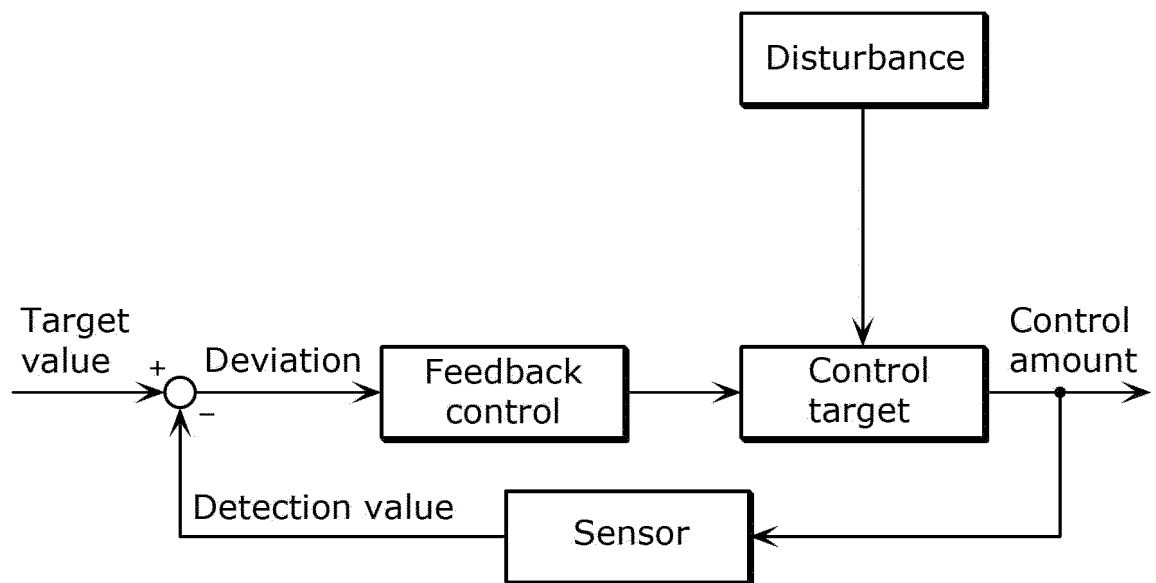 Disturbance
Target
value
+
−
Deviation
Feedback
control
Control
target
Control
amount
Detection value
Sensor